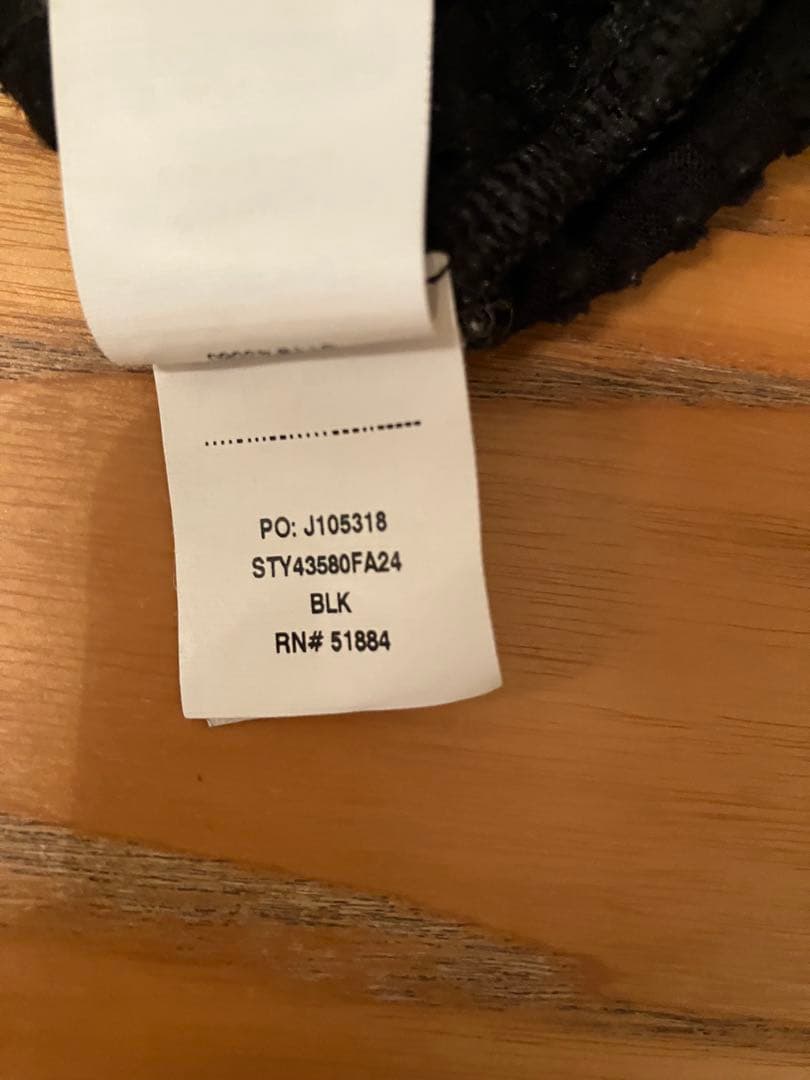 PO: J105318
STY43580FA24
BLK
RN# 51884